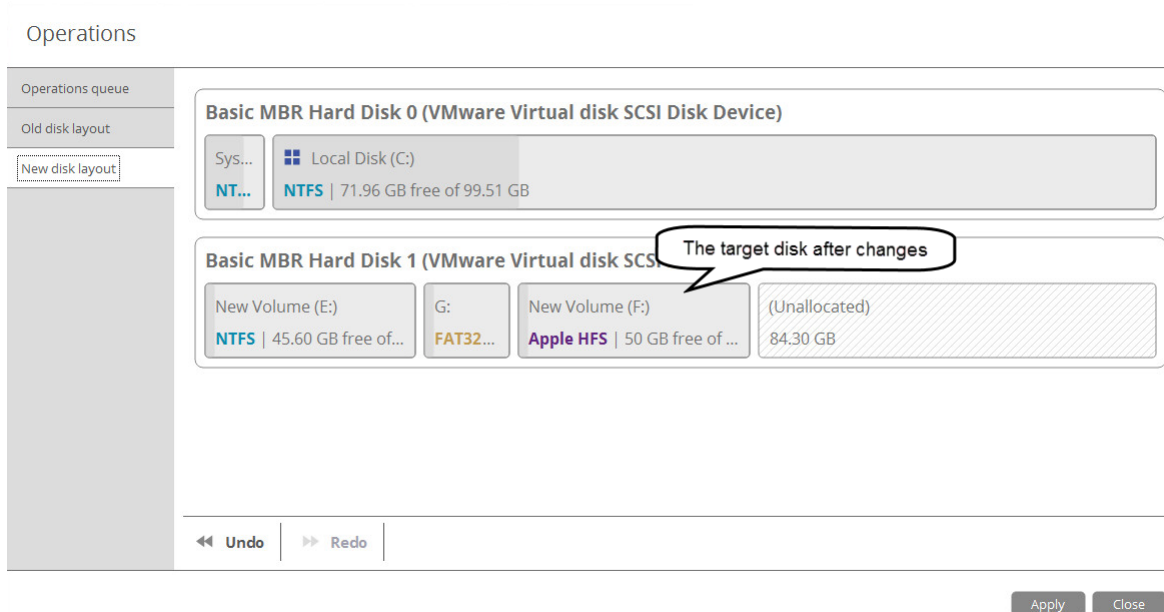 Operations
Operations queue
Old disk layout
New disk layout
Basic MBR Hard Disk 0 (VMware Virtual disk SCSI Disk Device)
Sys...
NT...
Local Disk (C:)
NTFS | 71.96 GB free of 99.51 GB
The target disk after changes
Basic MBR Hard Disk 1 (VMware Virtual disk SCSI
New Volume (E:)
NTFS | 45.60 GB free of...
G:
FAT32...
New Volume (F:)
Apple HFS | 50 GB free of ...
(Unallocated)
84.30 GB
Undo
Redo
Apply
Close